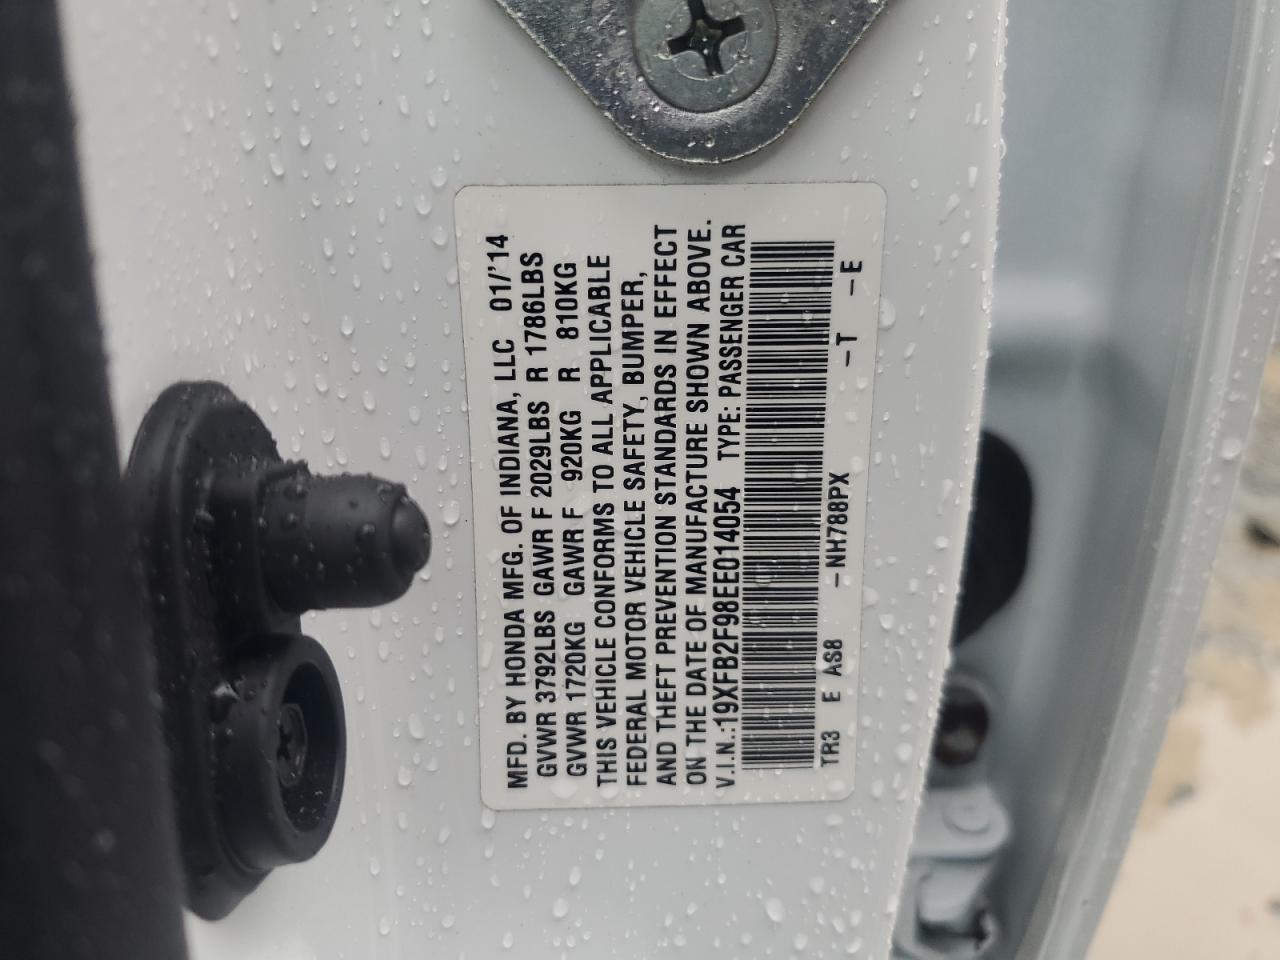 MFD. BY HONDA MFG. OF INDIANA, LLC 01/'14
GVWR 3792LBS GAWR F 2029LBS R 1786LBS
GVWR 1720KG GAWR F 920KG R 810KG
THIS VEHICLE CONFORMS TO ALL APPLICABLE
FEDERAL MOTOR VEHICLE SAFETY, BUMPER,
AND THEFT PREVENTION STANDARDS IN EFFECT
ON THE DATE OF MANUFACTURE SHOWN ABOVE.
V.I.N.:19XFB2F98EE014054 TYPE: PASSENGER CAR
TR3 E AS8 -NH788PX -T -E